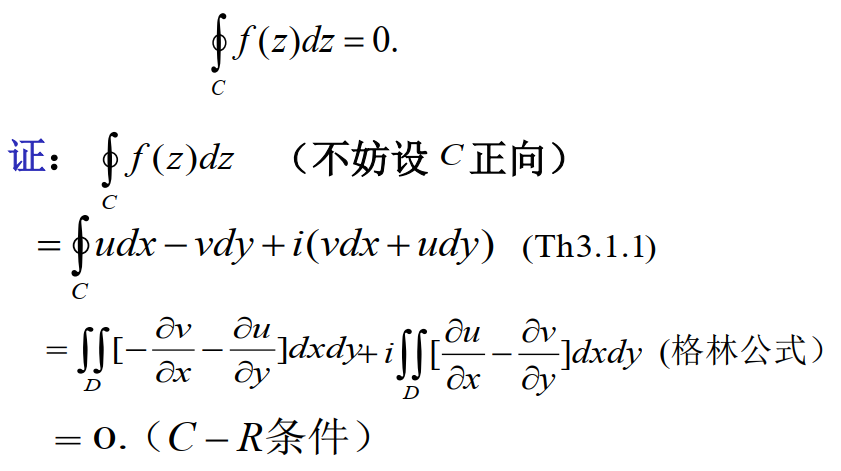 ∮_C f(z)dz = 0.
证: ∮_C f(z)dz (不妨设 C 正向)
= ∮_C udx − vdy + i(vdx + udy) (Th3.1.1)
= ∬_D [−∂v/∂x − ∂u/∂y]dxdy + i∬_D [∂u/∂x − ∂v/∂y]dxdy (格林公式)
= 0. (C − R条件)